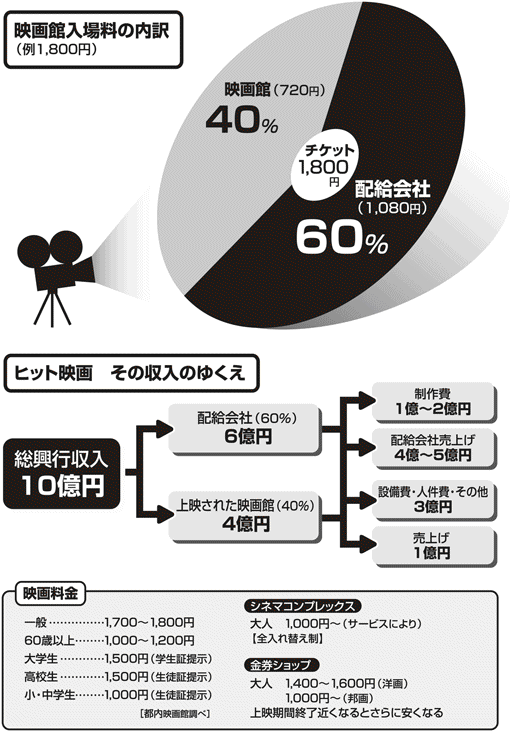 映画館入場料の内訳
(例1,800円)
映画館(720円)
40%
チケット
1,800
円
配給会社
(1,080円)
60%
ヒット映画　その収入のゆくえ
総興行収入
10億円
配給会社(60%)
6億円
上映された映画館(40%)
4億円
制作費
1億〜2億円
配給会社売上げ
4億〜5億円
設備費・人件費・その他
3億円
売上げ
1億円
映画料金
一般……………1,700〜1,800円
60歳以上………1,000〜1,200円
大学生…………1,500円(学生証提示)
高校生…………1,500円(生徒証提示)
小・中学生………1,000円(生徒証提示)
［都内映画館調べ］
シネマコンプレックス
大人　1,000円〜(サービスにより)
【全入れ替え制】
金券ショップ
大人　1,400〜1,600円(洋画)
1,000円〜(邦画)
上映期間終了近くなるとさらに安くなる